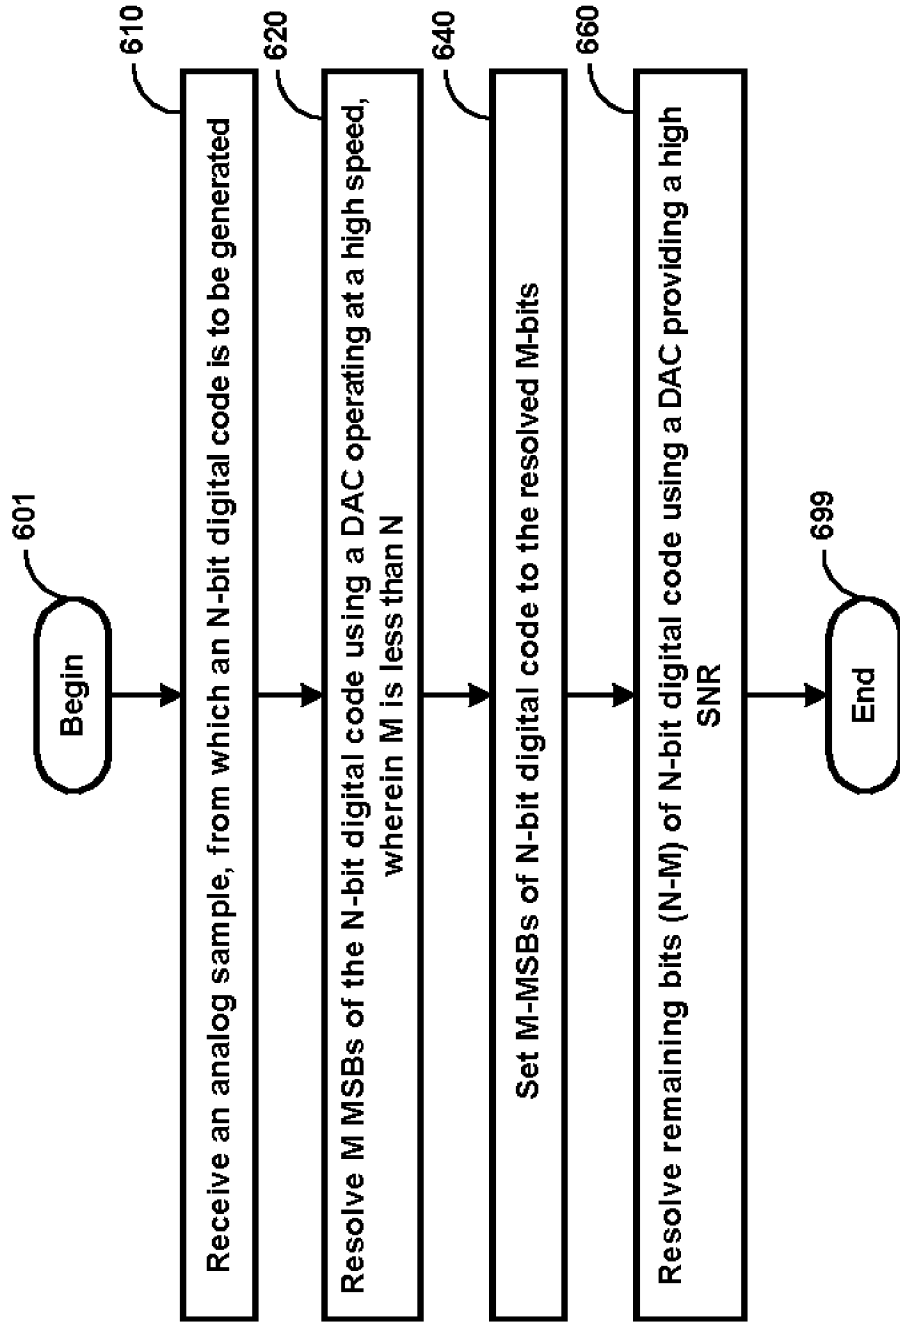 601
Begin
610
Receive an analog sample, from which an N-bit digital code is to be generated
620
Resolve M MSBs of the N-bit digital code using a DAC operating at a high speed,
wherein M is less than N
640
Set M-MSBs of N-bit digital code to the resolved M-bits
660
Resolve remaining bits (N-M) of N-bit digital code using a DAC providing a high
SNR
699
End